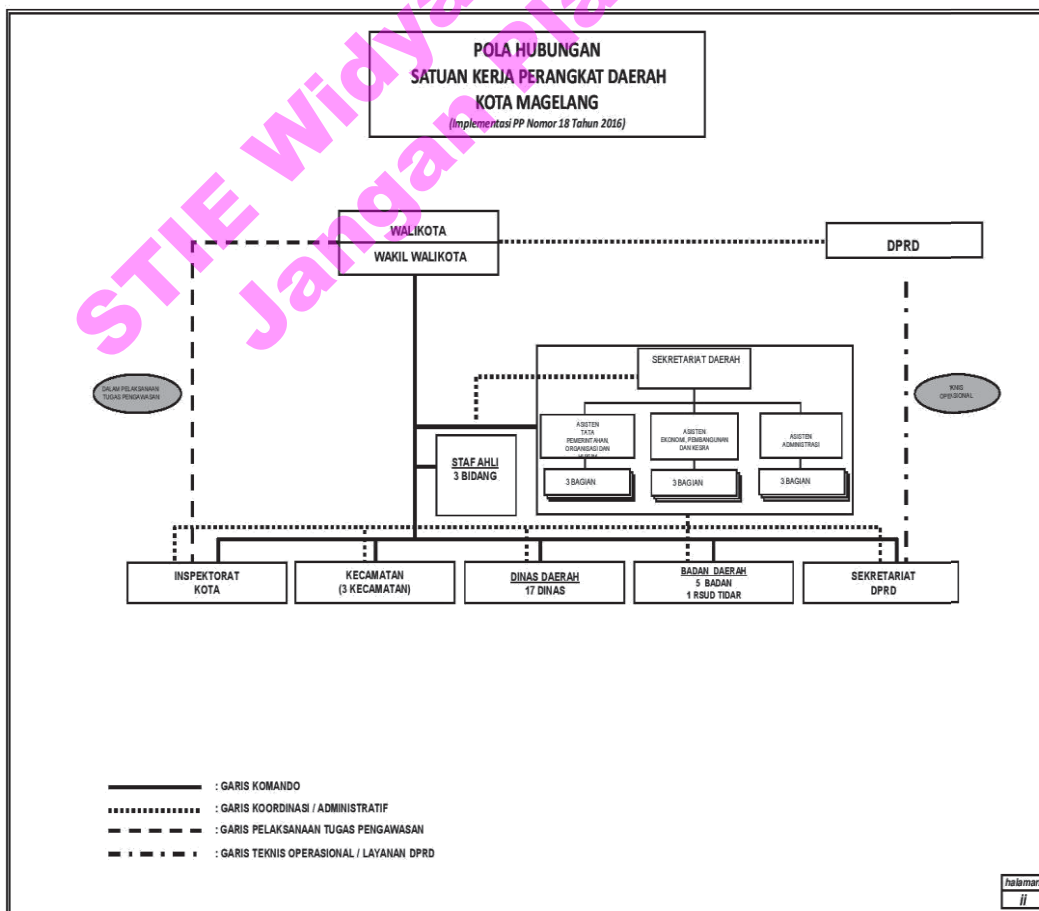 POLA HUBUNGAN
SATUAN KERJA PERANGKAT DAERAH
KOTA MAGELANG
(Implementasi PP Nomor 18 Tahun 2016)
STIE Widya
Jangan Pla
WALIKOTA
WAKIL WALIKOTA
DPRD
SEKRETARIAT DAERAH
DALAM PELAKSANAAN
TUGAS PENGAWASAN
OPERASIONAL
ASISTEN
TATA
PEMERINTAHAN,
ORGANISASI DAN
ASISTEN
EKONOMI, PEMBANGUNAN
DAN KESRA
ASISTEN
ADMINISTRASI
STAF AHLI
3 BIDANG
3 BAGIAN
3 BAGIAN
3 BAGIAN
INSPEKTORAT
KOTA
KECAMATAN
(3 KECAMATAN)
DINAS DAERAH
17 DINAS
BADAN DAERAH
5 BADAN
1 RSUD TIDAR
SEKRETARIAT
DPRD
: GARIS KOMANDO
: GARIS KOORDINASI / ADMINISTRATIF
: GARIS PELAKSANAAN TUGAS PENGAWASAN
: GARIS TEKNIS OPERASIONAL / LAYANAN DPRD
halaman
ii